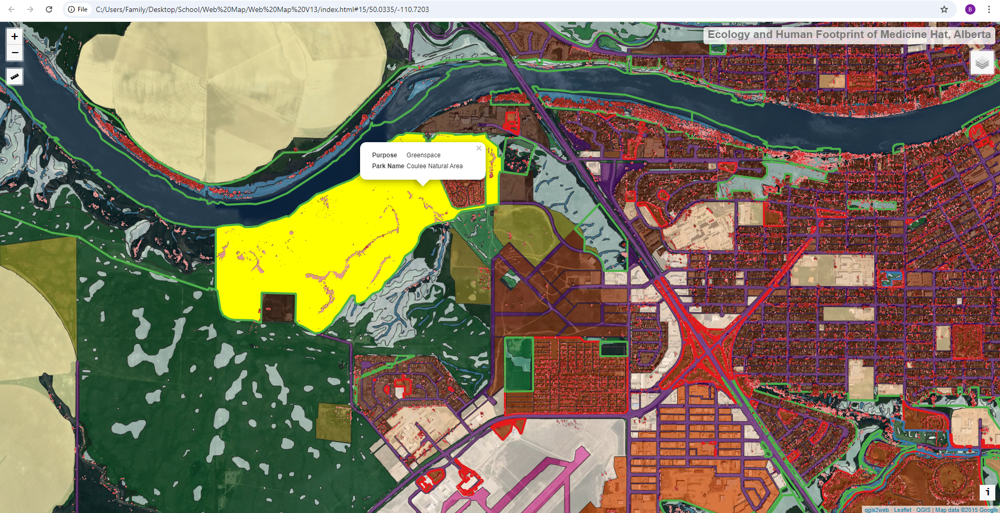 File
C:/Users/Family/Desktop/School/Web%20Map/Web%20Map%20V13/index.html#15/50.0335/-110.7203
B
+
−
Ecology and Human Footprint of Medicine Hat, Alberta
×
Purpose Greenspace
Park Name Coulee Natural Area
i
qgis2web · Leaflet · QGIS | Map data ©2015 Google